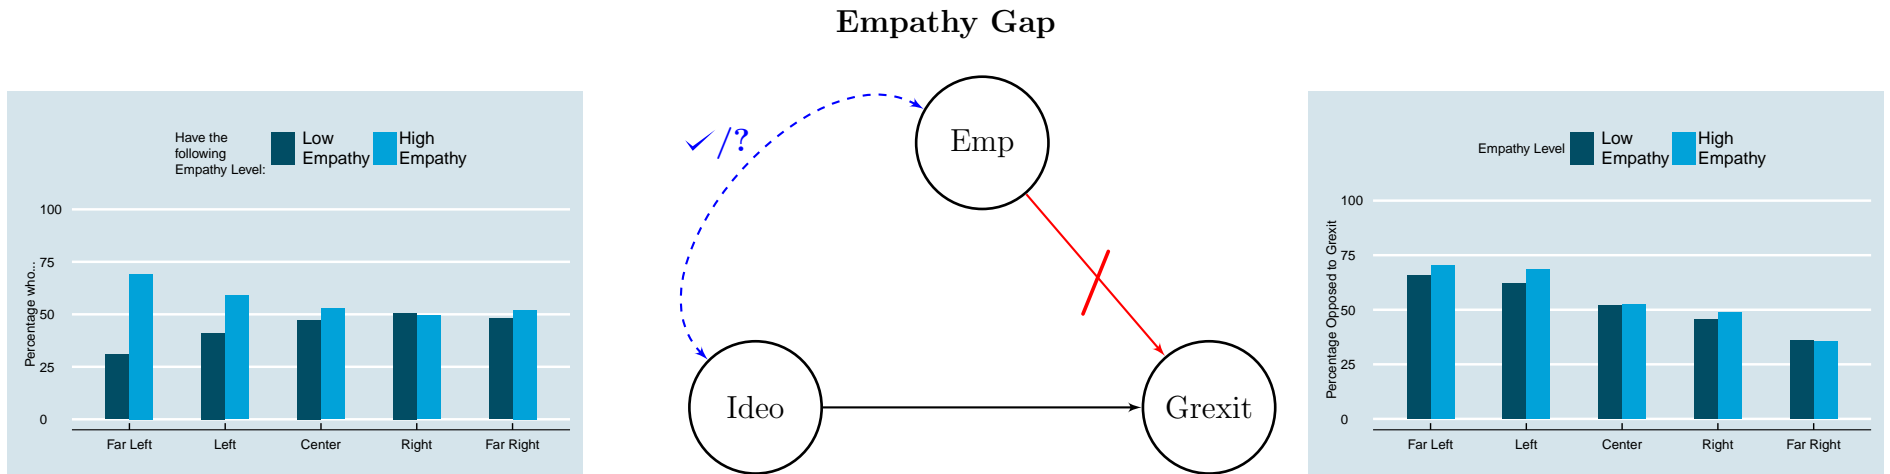 Empathy Gap
Have the
following
Empathy Level:
Low
Empathy
High
Empathy
Percentage who...
100
75
50
25
0
Far Left
Left
Center
Right
Far Right
✓/?
Emp
Ideo
Grexit
Empathy Level
Low
Empathy
High
Empathy
Percentage Opposed to Grexit
100
75
50
25
0
Far Left
Left
Center
Right
Far Right